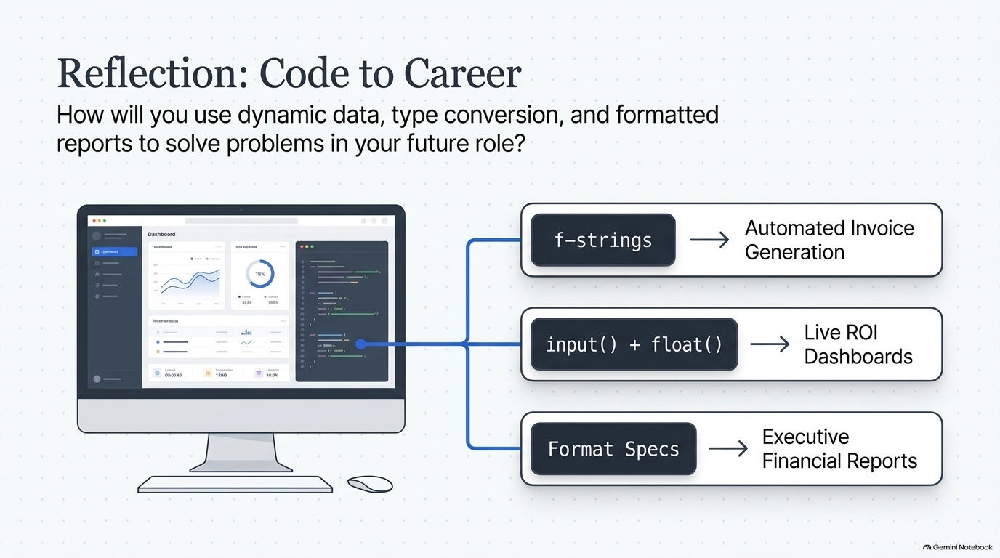 Reflection: Code to Career
How will you use dynamic data, type conversion, and formatted
reports to solve problems in your future role?
Dashboard
Dashboard
Dashboard
19%
f-strings
Automated Invoice
Generation
input() + float()
Live ROI
Dashboards
Format Specs
Executive
Financial Reports
Gemini Notebook